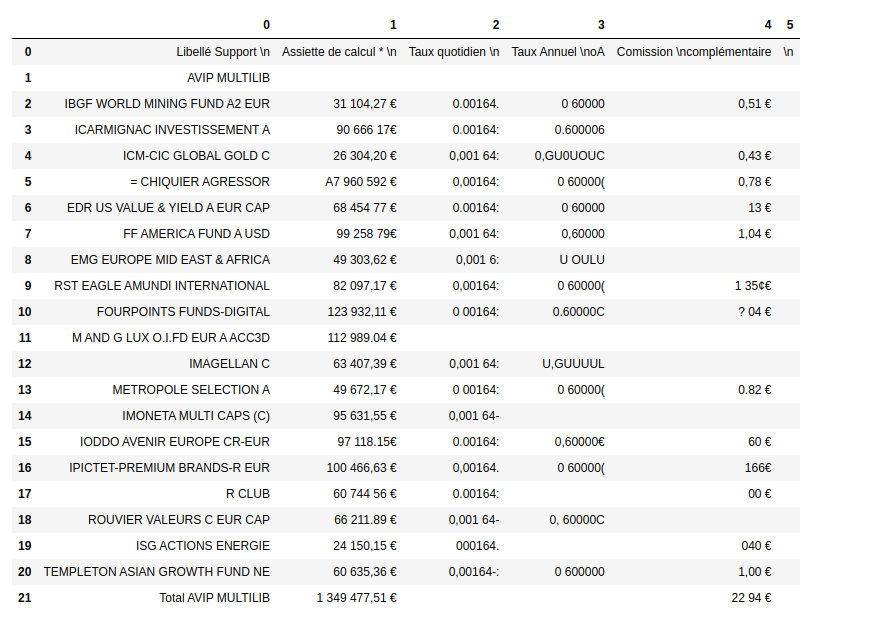 0 1 2 3 4 5
0 Libellé Support \n Assiette de calcul * \n Taux quotidien \n Taux Annuel \noA Comission \ncomplémentaire \n
1 AVIP MULTILIB
2 IBGF WORLD MINING FUND A2 EUR 31 104,27 € 0.00164. 0 60000 0,51 €
3 ICARMIGNAC INVESTISSEMENT A 90 666 17€ 0.00164: 0.600006
4 ICM-CIC GLOBAL GOLD C 26 304,20 € 0,001 64: 0,GU0UOUC 0,43 €
5 = CHIQUIER AGRESSOR A7 960 592 € 0,00164: 0 60000( 0,78 €
6 EDR US VALUE & YIELD A EUR CAP 68 454 77 € 0.00164: 0 60000 13 €
7 FF AMERICA FUND A USD 99 258 79€ 0,001 64: 0,60000 1,04 €
8 EMG EUROPE MID EAST & AFRICA 49 303,62 € 0,001 6: U OULU
9 RST EAGLE AMUNDI INTERNATIONAL 82 097,17 € 0,00164: 0 60000( 1 35¢€
10 FOURPOINTS FUNDS-DIGITAL 123 932,11 € 0 00164: 0.60000C ? 04 €
11 M AND G LUX O.I.FD EUR A ACC3D 112 989.04 €
12 IMAGELLAN C 63 407,39 € 0,001 64: U,GUUUUL
13 METROPOLE SELECTION A 49 672,17 € 0 00164: 0 60000( 0.82 €
14 IMONETA MULTI CAPS (C) 95 631,55 € 0,001 64-
15 IODDO AVENIR EUROPE CR-EUR 97 118.15€ 0.00164: 0,60000€ 60 €
16 IPICTET-PREMIUM BRANDS-R EUR 100 466,63 € 0,00164. 0 60000( 166€
17 R CLUB 60 744 56 € 0.00164: 00 €
18 ROUVIER VALEURS C EUR CAP 66 211.89 € 0,001 64- 0, 60000C
19 ISG ACTIONS ENERGIE 24 150,15 € 000164. 040 €
20 TEMPLETON ASIAN GROWTH FUND NE 60 635,36 € 0,00164-: 0 600000 1,00 €
21 Total AVIP MULTILIB 1 349 477,51 € 22 94 €